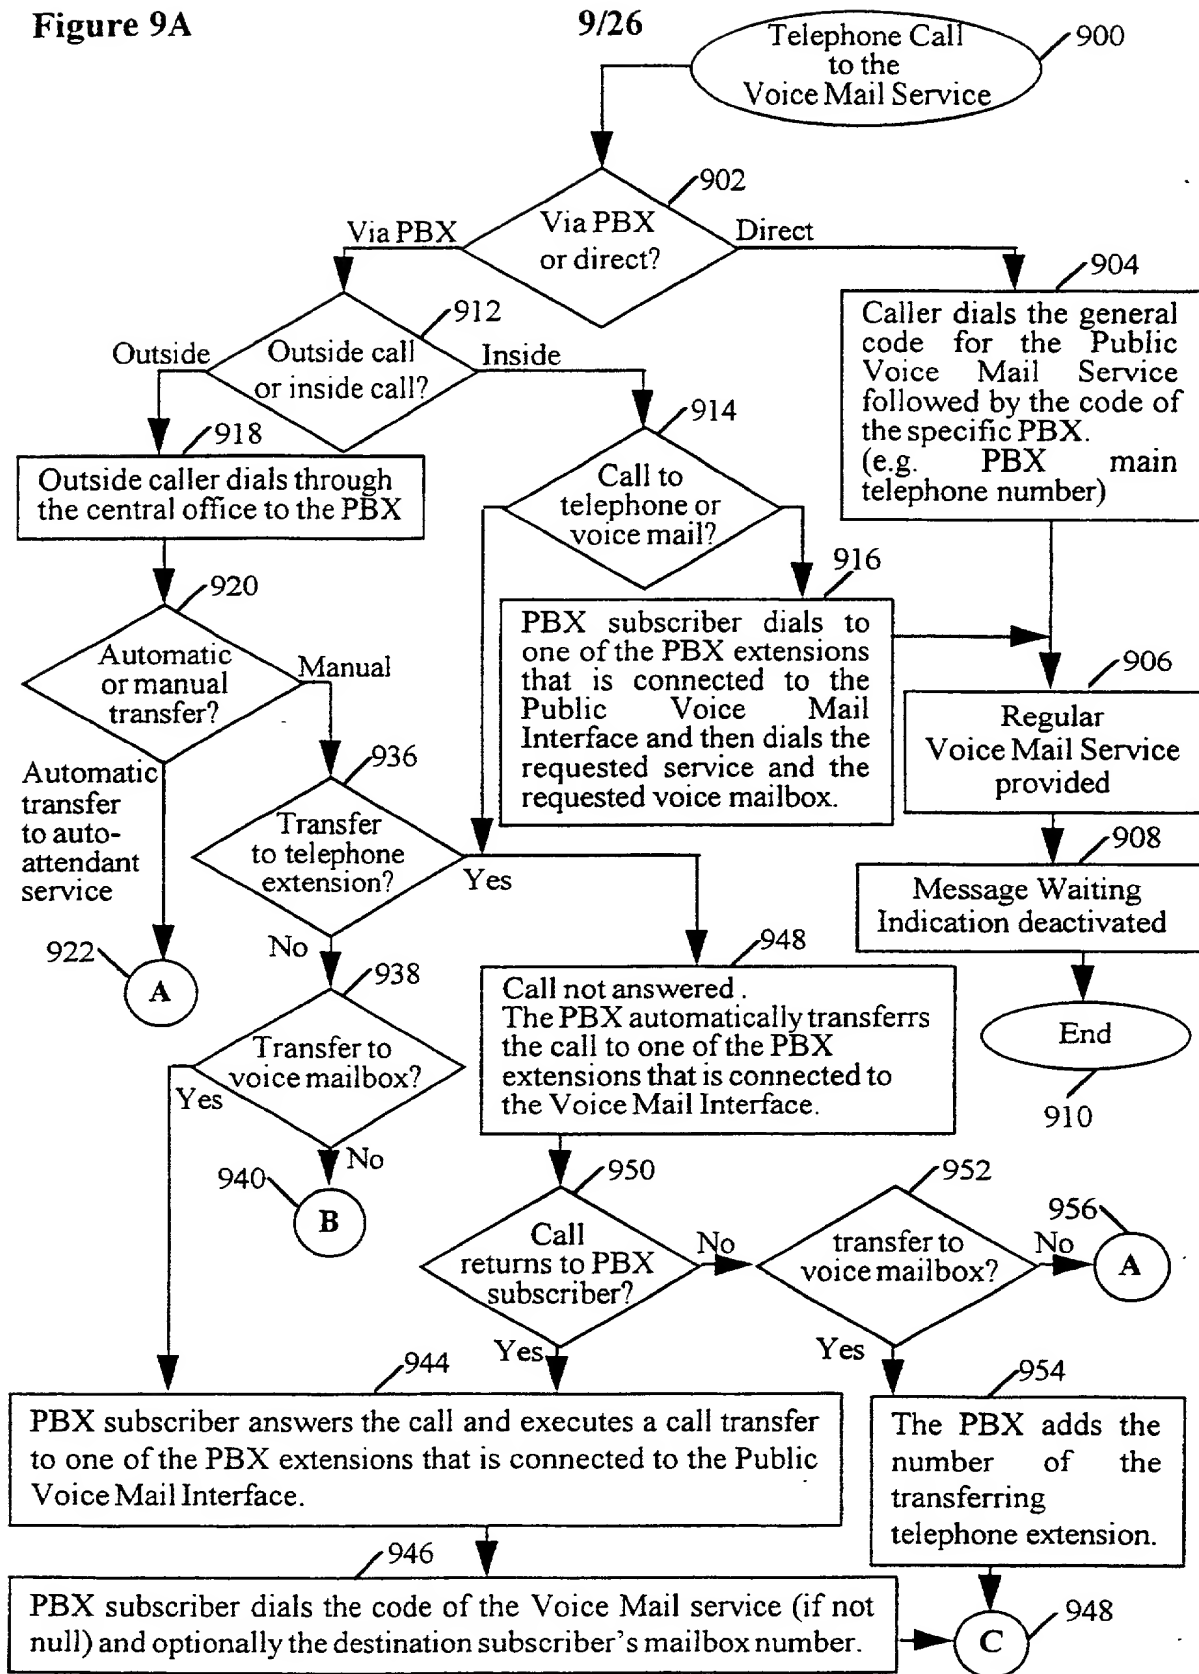 Figure 9A
9/26
Telephone Call
to the
Voice Mail Service
900
902
Via PBX
or direct?
Via PBX
Direct
904
Caller dials the general
code for the Public
Voice Mail Service
followed by the code of
the specific PBX.
(e.g. PBX main
telephone number)
912
Outside call
or inside call?
Outside
Inside
914
Call to
telephone or
voice mail?
918
Outside caller dials through
the central office to the PBX
916
PBX subscriber dials to
one of the PBX extensions
that is connected to the
Public Voice Mail
Interface and then dials the
requested service and the
requested voice mailbox.
920
Automatic
or manual
transfer?
Manual
Automatic
transfer
to auto-
attendant
service
906
Regular
Voice Mail Service
provided
936
Transfer
to telephone
extension?
Yes
No
908
Message Waiting
Indication deactivated
922
A
938
Transfer to
voice mailbox?
Yes
No
948
Call not answered .
The PBX automatically transferrs
the call to one of the PBX
extensions that is connected to
the Voice Mail Interface.
End
910
940
B
950
Call
returns to PBX
subscriber?
No
Yes
952
transfer to
voice mailbox?
No
Yes
956
A
944
PBX subscriber answers the call and executes a call transfer
to one of the PBX extensions that is connected to the Public
Voice Mail Interface.
954
The PBX adds the
number of the
transferring
telephone extension.
946
PBX subscriber dials the code of the Voice Mail service (if not
null) and optionally the destination subscriber's mailbox number.
C
948